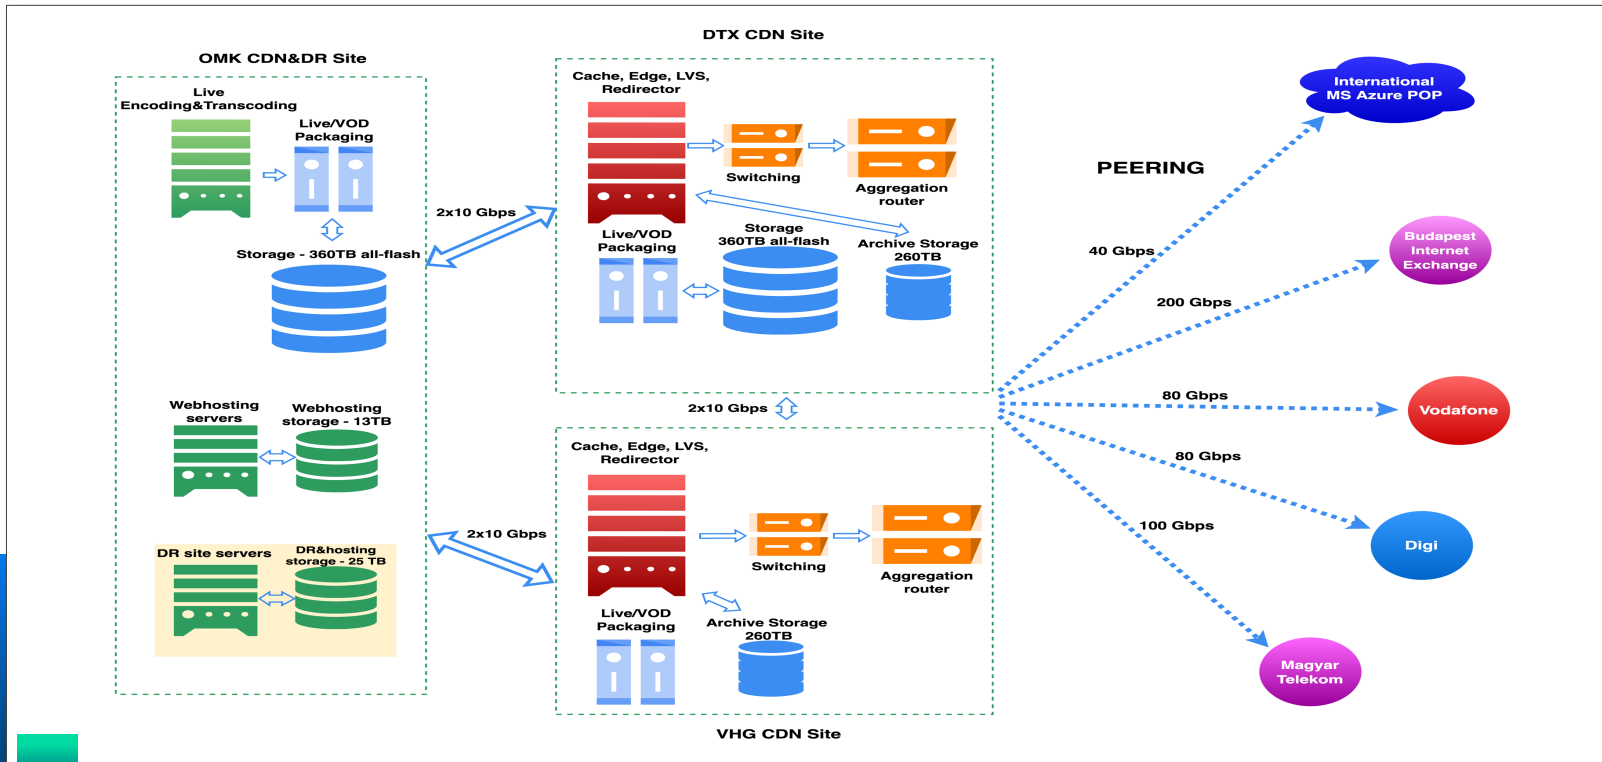 OMK CDN&DR Site
Live
Encoding&Transcoding
Live/VOD
Packaging
Storage - 360TB all-flash
Webhosting
servers
Webhosting
storage - 13TB
DR site servers
DR&hosting
storage - 25 TB
2x10 Gbps
2x10 Gbps
DTX CDN Site
Cache, Edge, LVS,
Redirector
Switching
Aggregation
router
Live/VOD
Packaging
Storage
360TB all-flash
Archive Storage
260TB
2x10 Gbps
Cache, Edge, LVS,
Redirector
Switching
Aggregation
router
Live/VOD
Packaging
Archive Storage
260TB
VHG CDN Site
PEERING
40 Gbps
200 Gbps
80 Gbps
80 Gbps
100 Gbps
International
MS Azure POP
Budapest
Internet
Exchange
Vodafone
Digi
Magyar
Telekom